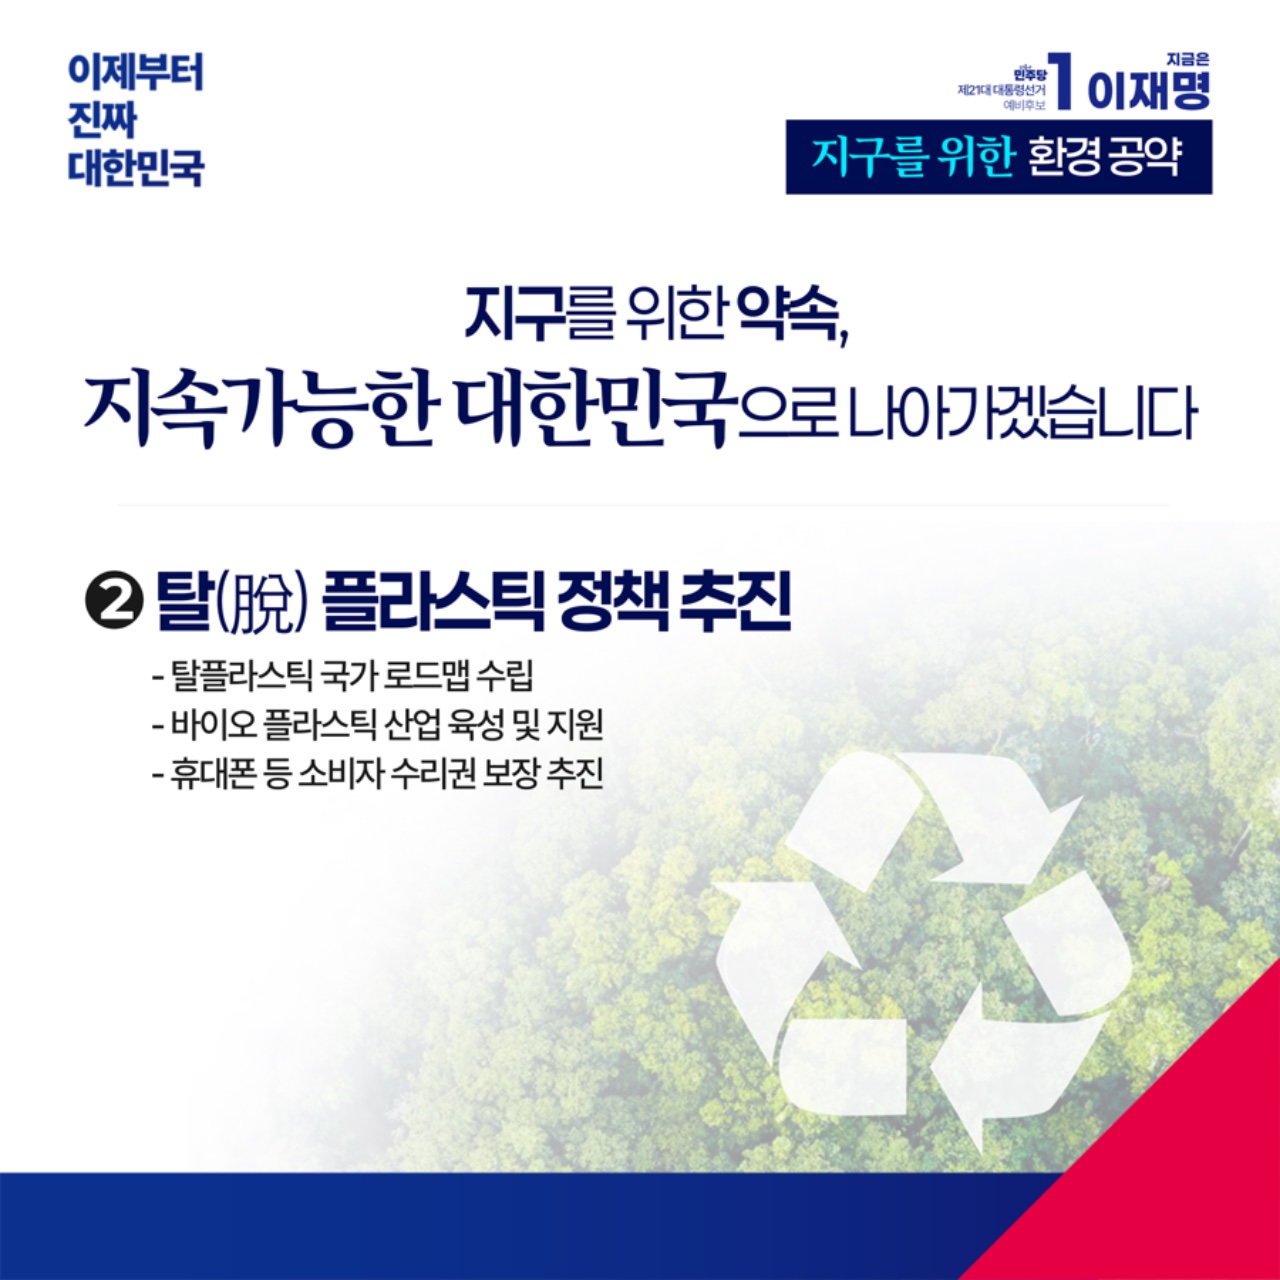 이제부터
진짜
대한민국
지금은
민주당
제21대 대통령선거
예비후보
1 이재명
지구를 위한 환경 공약
지구를 위한 약속,
지속가능한 대한민국으로 나아가겠습니다
2 탈(脫) 플라스틱 정책 추진
- 탈플라스틱 국가 로드맵 수립
- 바이오 플라스틱 산업 육성 및 지원
- 휴대폰 등 소비자 수리권 보장 추진